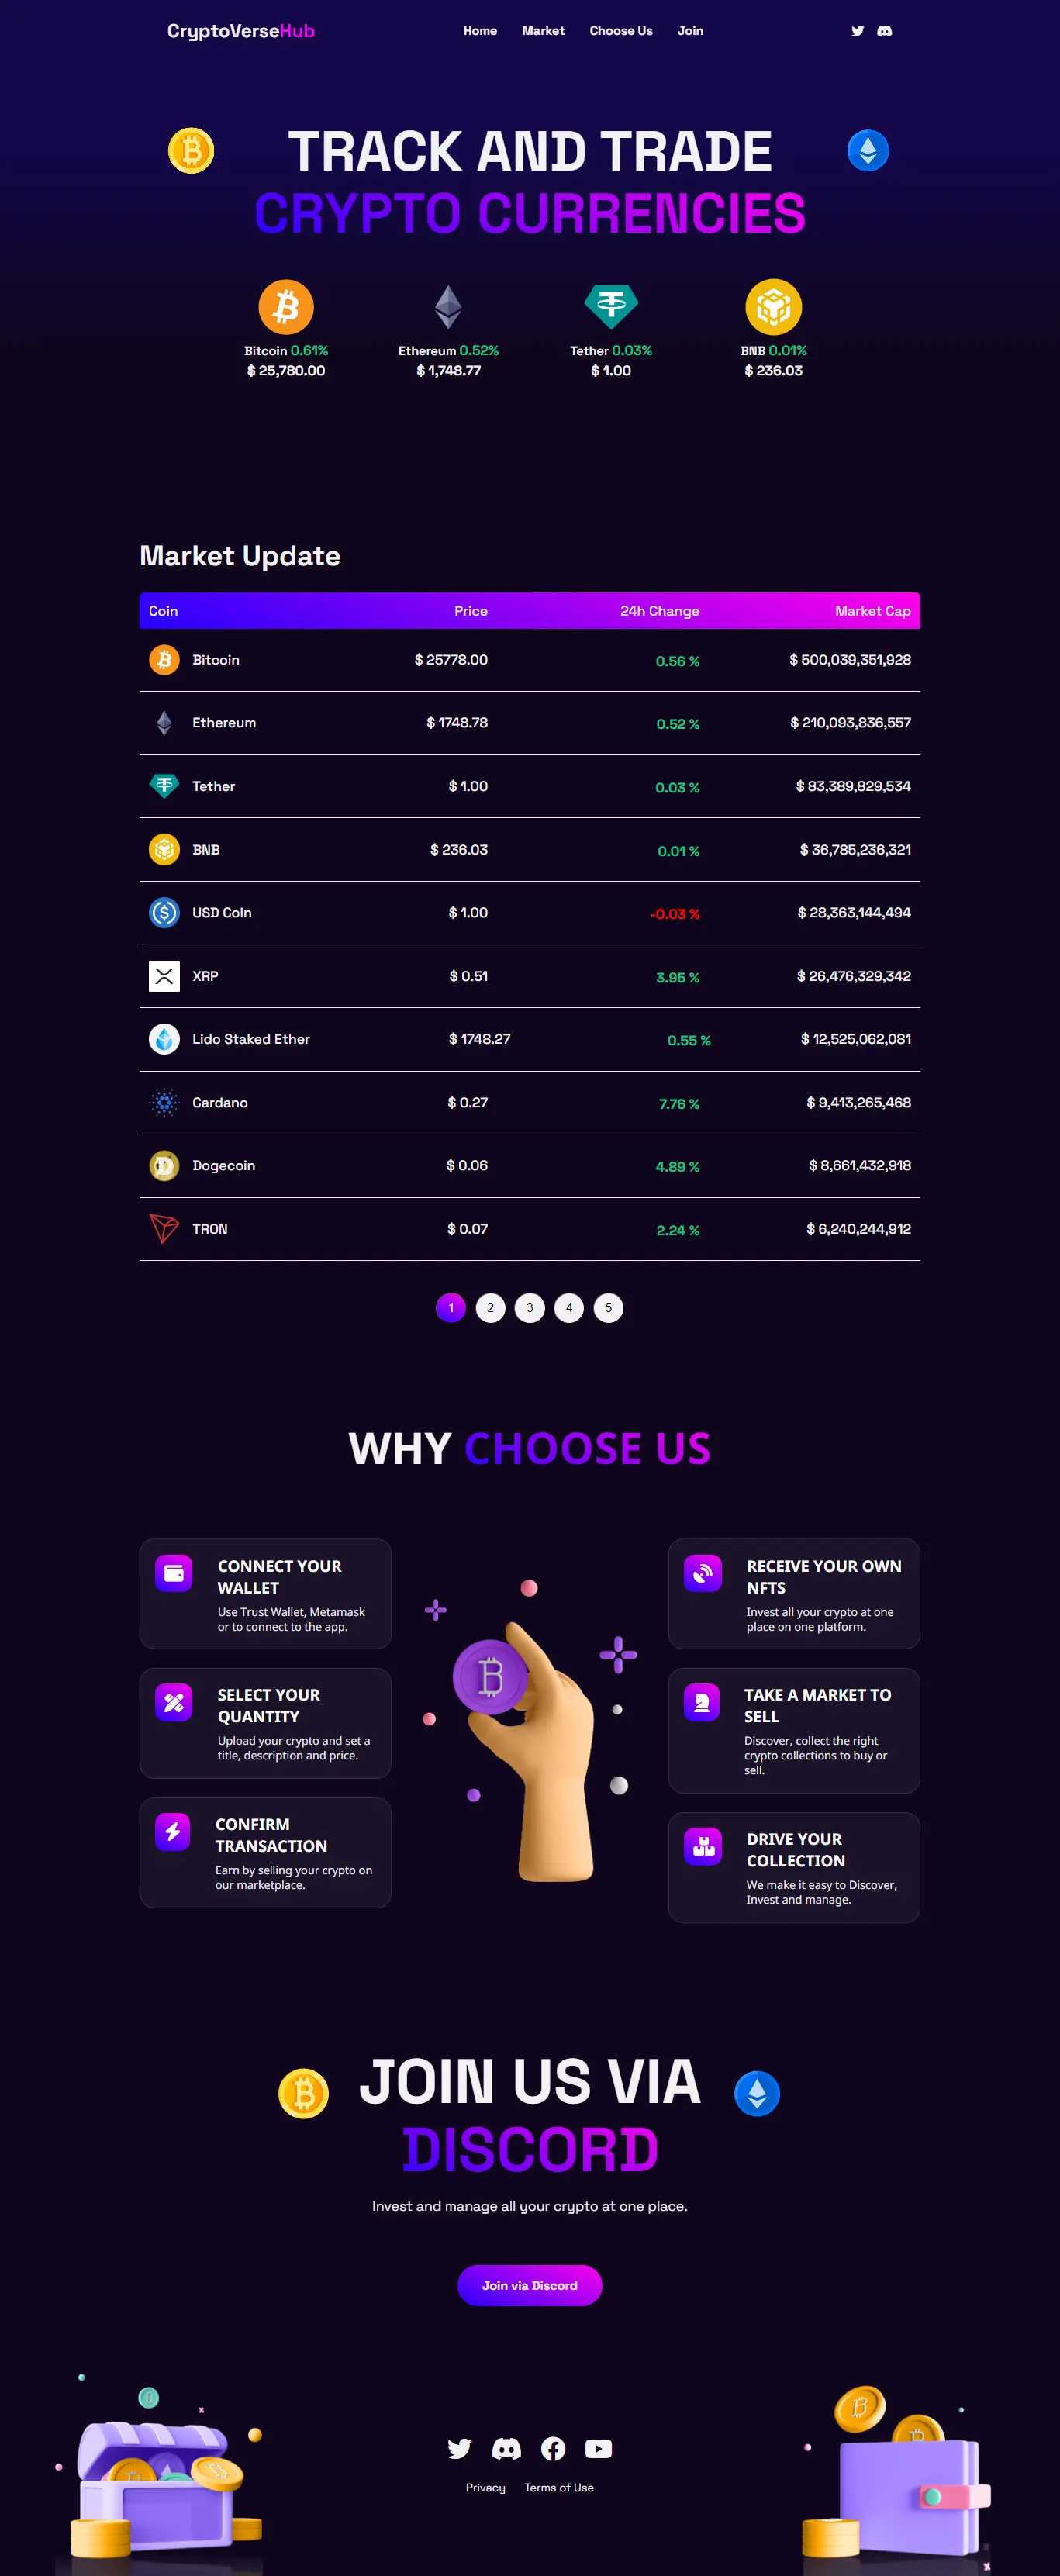 CryptoVerseHub
Home Market Choose Us Join
TRACK AND TRADE
CRYPTO CURRENCIES
Bitcoin 0.61% Ethereum 0.52% Tether 0.03% BNB 0.01%
$ 25,780.00 $ 1,748.77 $ 1.00 $ 236.03
Market Update
Coin Price 24h Change Market Cap
Bitcoin $ 25778.00 0.56 % $ 500,039,351,928
Ethereum $ 1748.78 0.52 % $ 210,093,836,557
Tether $ 1.00 0.03 % $ 83,389,829,534
BNB $ 236.03 0.01 % $ 36,785,236,321
USD Coin $ 1.00 -0.03 % $ 28,363,144,494
XRP $ 0.51 3.95 % $ 26,476,329,342
Lido Staked Ether $ 1748.27 0.55 % $ 12,525,062,081
Cardano $ 0.27 7.76 % $ 9,413,265,468
Dogecoin $ 0.06 4.89 % $ 8,661,432,918
TRON $ 0.07 2.24 % $ 6,240,244,912
1 2 3 4 5
WHY CHOOSE US
CONNECT YOUR
WALLET
Use Trust Wallet, Metamask
or to connect to the app.
SELECT YOUR
QUANTITY
Upload your crypto and set a
title, description and price.
CONFIRM
TRANSACTION
Earn by selling your crypto on
our marketplace.
RECEIVE YOUR OWN
NFTS
Invest all your crypto at one
place on one platform.
TAKE A MARKET TO
SELL
Discover, collect the right
crypto collections to buy or
sell.
DRIVE YOUR
COLLECTION
We make it easy to Discover,
Invest and manage.
JOIN US VIA
DISCORD
Invest and manage all your crypto at one place.
Join via Discord
Privacy Terms of Use